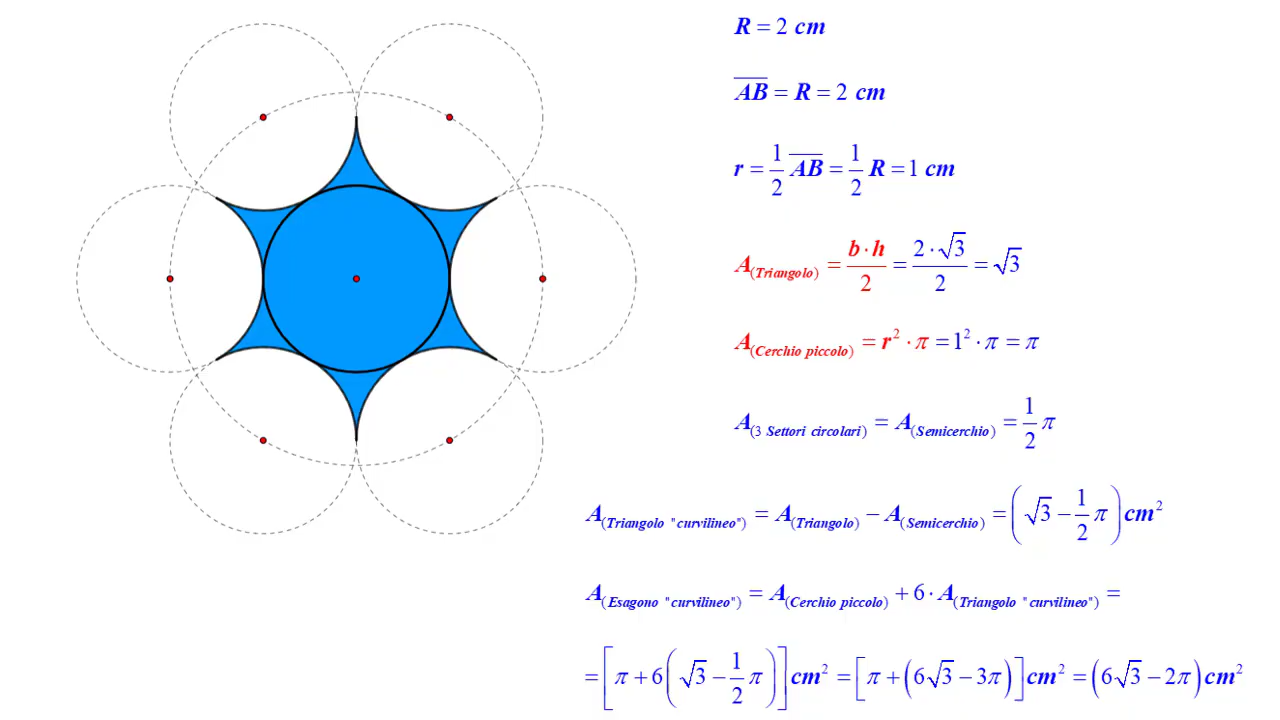 R = 2 cm
AB = R = 2 cm
r = 1/2 AB = 1/2 R = 1 cm
A(Triangolo) = b · h / 2 = 2 · √3 / 2 = √3
A(Cerchio piccolo) = r² · π = 1² · π = π
A(3 Settori circolari) = A(Semicerchio) = 1/2 π
A(Triangolo "curvilineo") = A(Triangolo) − A(Semicerchio) = (√3 − 1/2 π) cm²
A(Esagono "curvilineo") = A(Cerchio piccolo) + 6 · A(Triangolo "curvilineo") =
= [π + 6(√3 − 1/2 π)] cm² = [π + (6√3 − 3π)] cm² = (6√3 − 2π) cm²